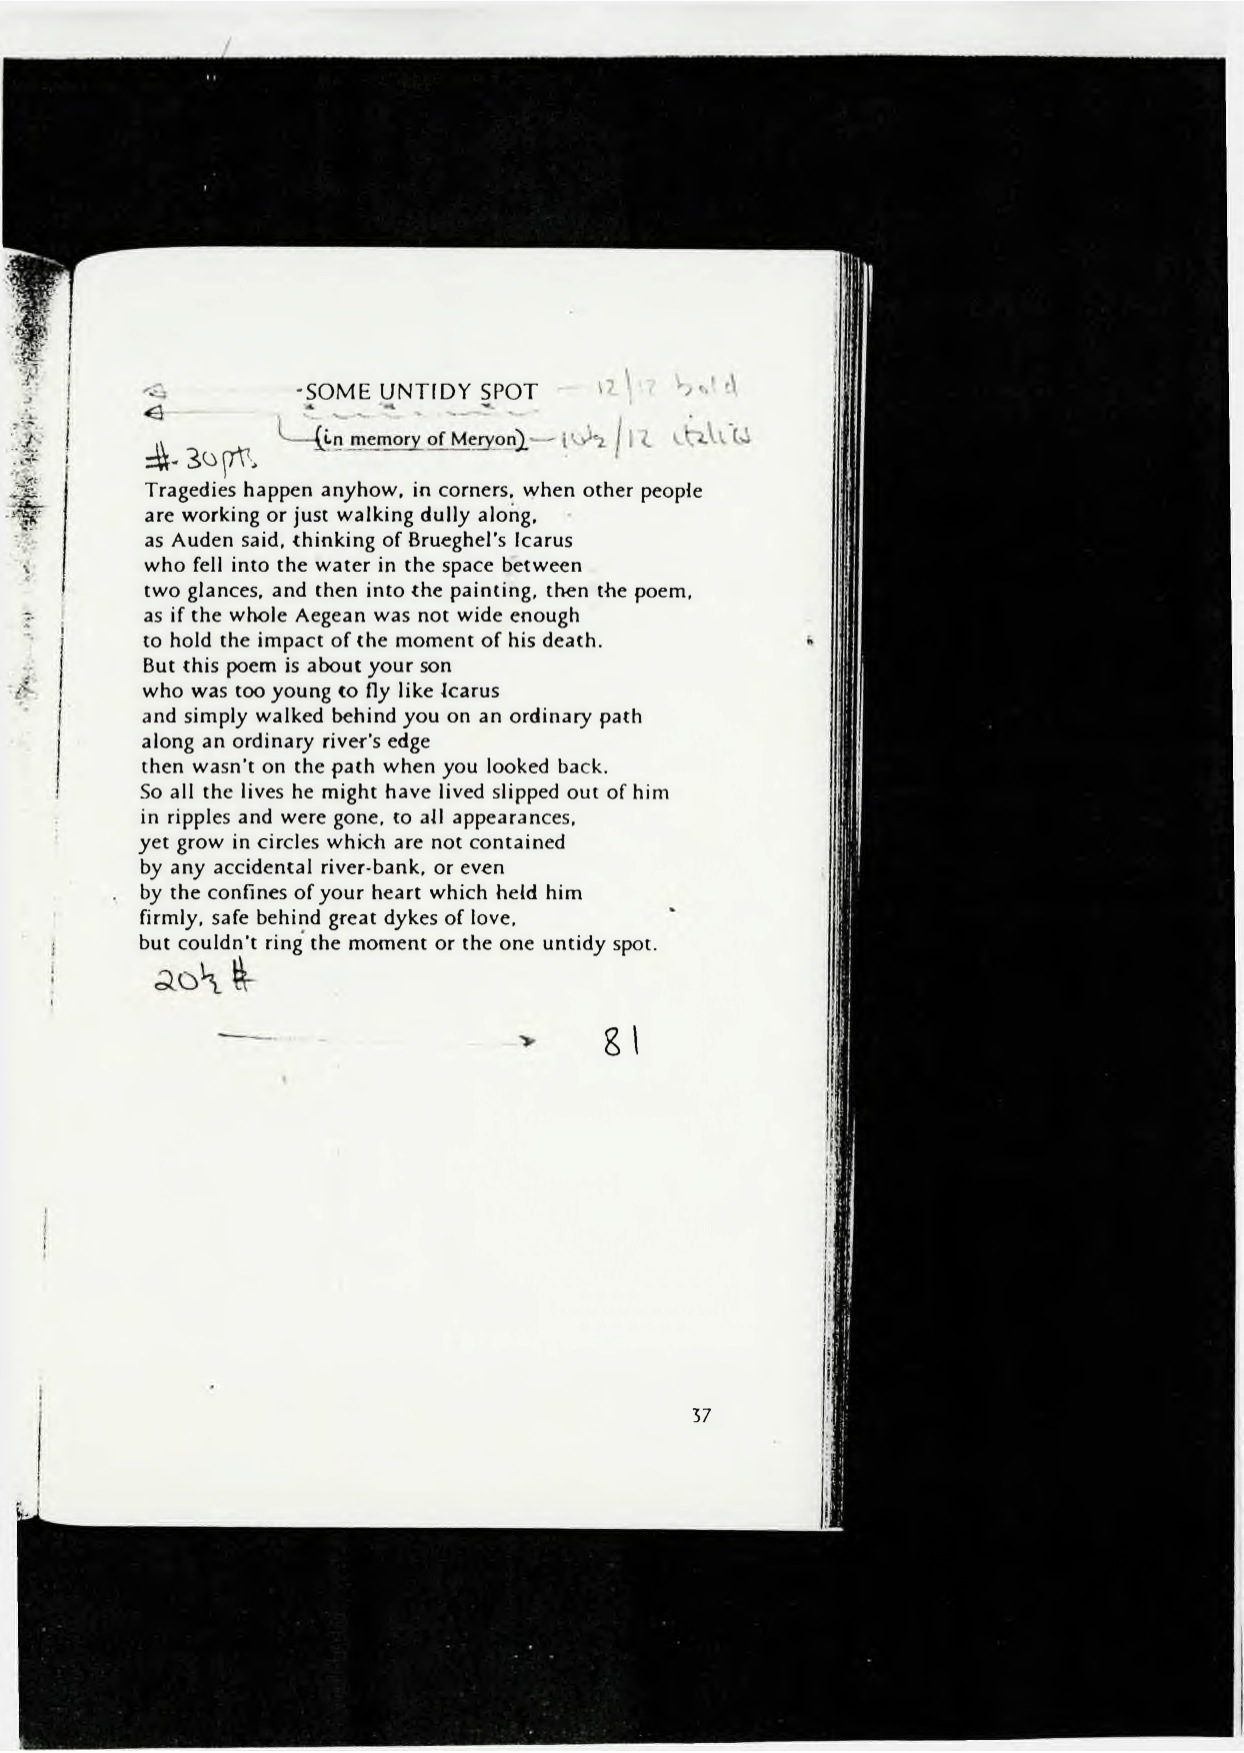 SOME UNTIDY SPOT — 12/12 bold
(in memory of Meryon) — 10½/12 italics
# - 30pts
Tragedies happen anyhow, in corners, when other people
are working or just walking dully along,
as Auden said, thinking of Brueghel's Icarus
who fell into the water in the space between
two glances, and then into the painting, then the poem,
as if the whole Aegean was not wide enough
to hold the impact of the moment of his death.
But this poem is about your son
who was too young to fly like Icarus
and simply walked behind you on an ordinary path
along an ordinary river's edge
then wasn't on the path when you looked back.
So all the lives he might have lived slipped out of him
in ripples and were gone, to all appearances,
yet grow in circles which are not contained
by any accidental river-bank, or even
by the confines of your heart which held him
firmly, safe behind great dykes of love,
but couldn't ring the moment or the one untidy spot.
20½ #
81
37